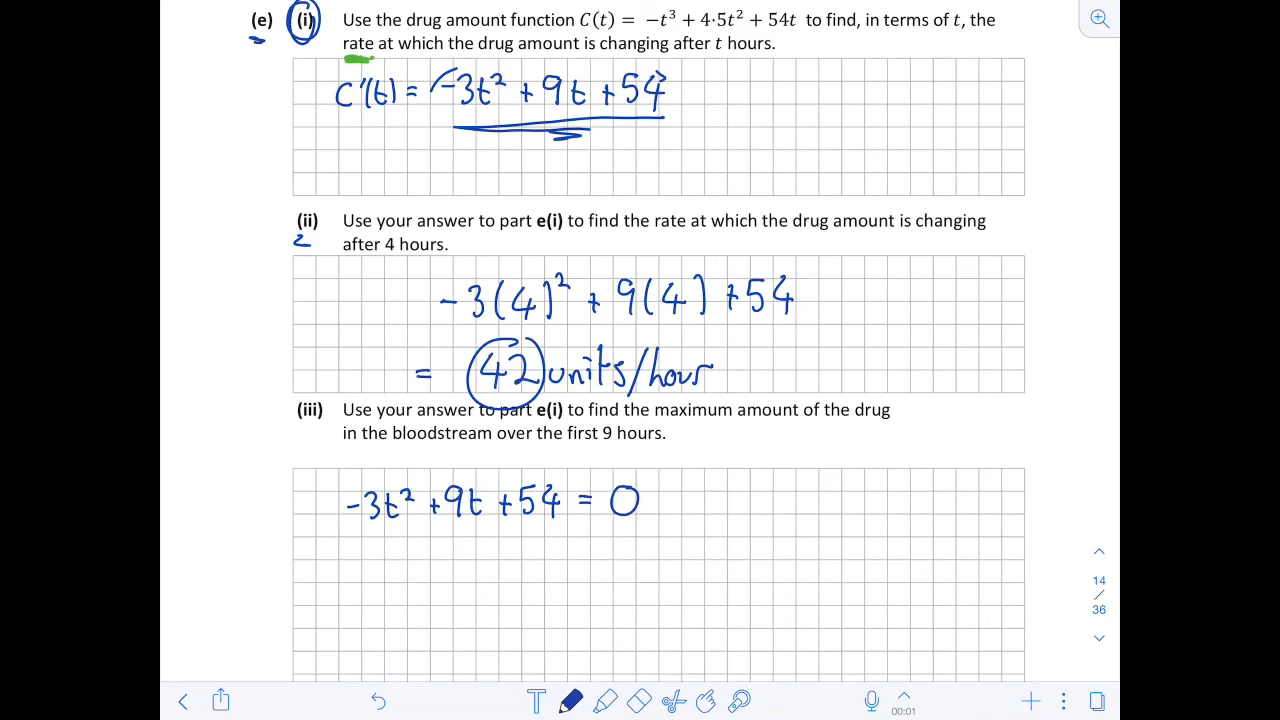 (e) (i) Use the drug amount function C(t) = −t³ + 4·5t² + 54t to find, in terms of t, the
rate at which the drug amount is changing after t hours.
C'(t) = -3t² + 9t + 54
(ii) Use your answer to part e(i) to find the rate at which the drug amount is changing
2 after 4 hours.
-3(4)² + 9(4) + 54
= 42 units/hour
(iii) Use your answer to part e(i) to find the maximum amount of the drug
in the bloodstream over the first 9 hours.
-3t² + 9t + 54 = 0
14
/
36
T
00:01